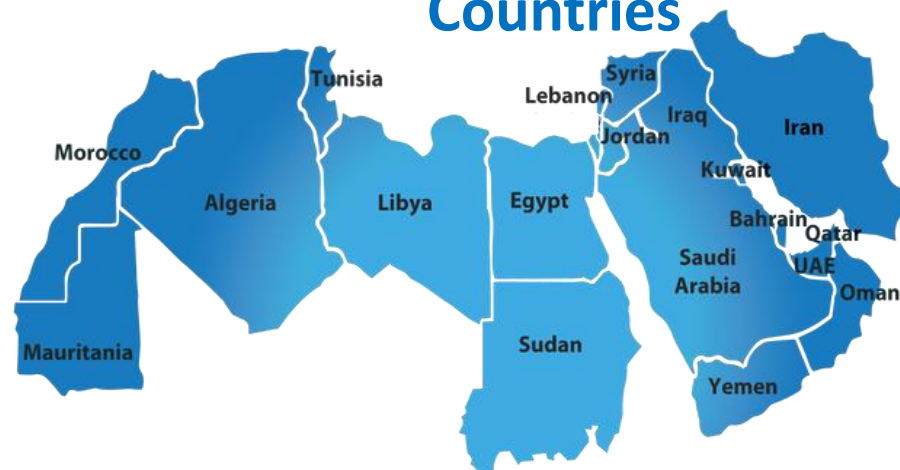 Countries
Tunisia
Syria
Lebanon
Iraq
Jordan
Iran
Morocco
Kuwait
Algeria
Libya
Egypt
Bahrain
Qatar
Saudi
Arabia
UAE
Oman
Mauritania
Sudan
Yemen